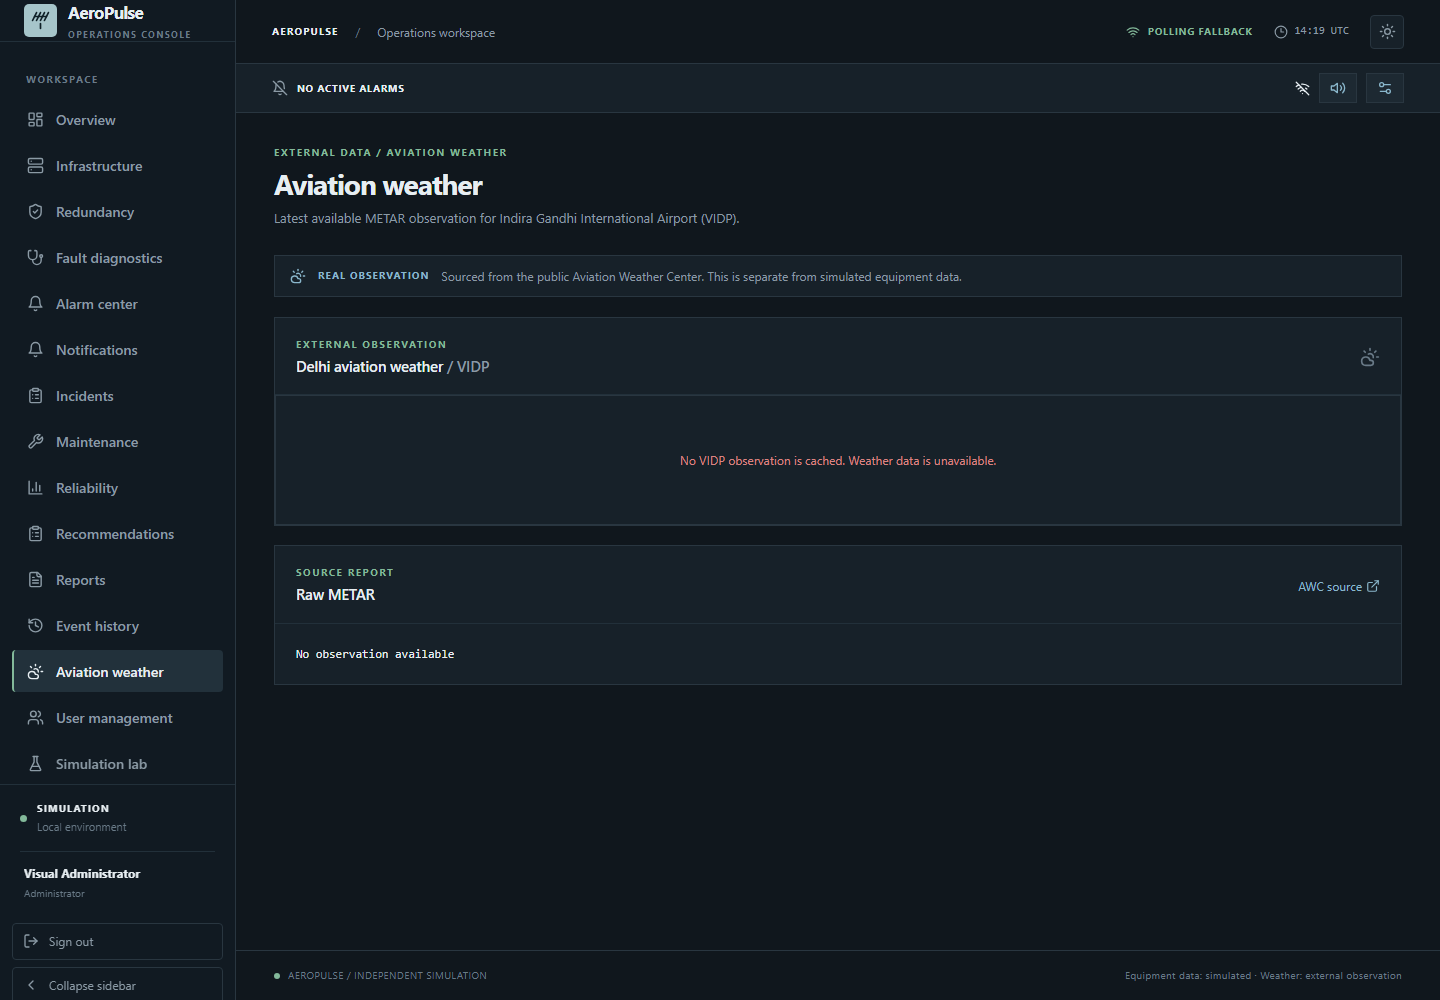 AeroPulse
OPERATIONS CONSOLE
WORKSPACE
Overview
Infrastructure
Redundancy
Fault diagnostics
Alarm center
Notifications
Incidents
Maintenance
Reliability
Recommendations
Reports
Event history
Aviation weather
User management
Simulation lab
SIMULATION
Local environment
Visual Administrator
Administrator
Sign out
Collapse sidebar
AEROPULSE / Operations workspace
POLLING FALLBACK 14:19 UTC
NO ACTIVE ALARMS
EXTERNAL DATA / AVIATION WEATHER
Aviation weather
Latest available METAR observation for Indira Gandhi International Airport (VIDP).
REAL OBSERVATION Sourced from the public Aviation Weather Center. This is separate from simulated equipment data.
EXTERNAL OBSERVATION
Delhi aviation weather / VIDP
No VIDP observation is cached. Weather data is unavailable.
SOURCE REPORT
Raw METAR
AWC source
No observation available
AEROPULSE / INDEPENDENT SIMULATION
Equipment data: simulated · Weather: external observation